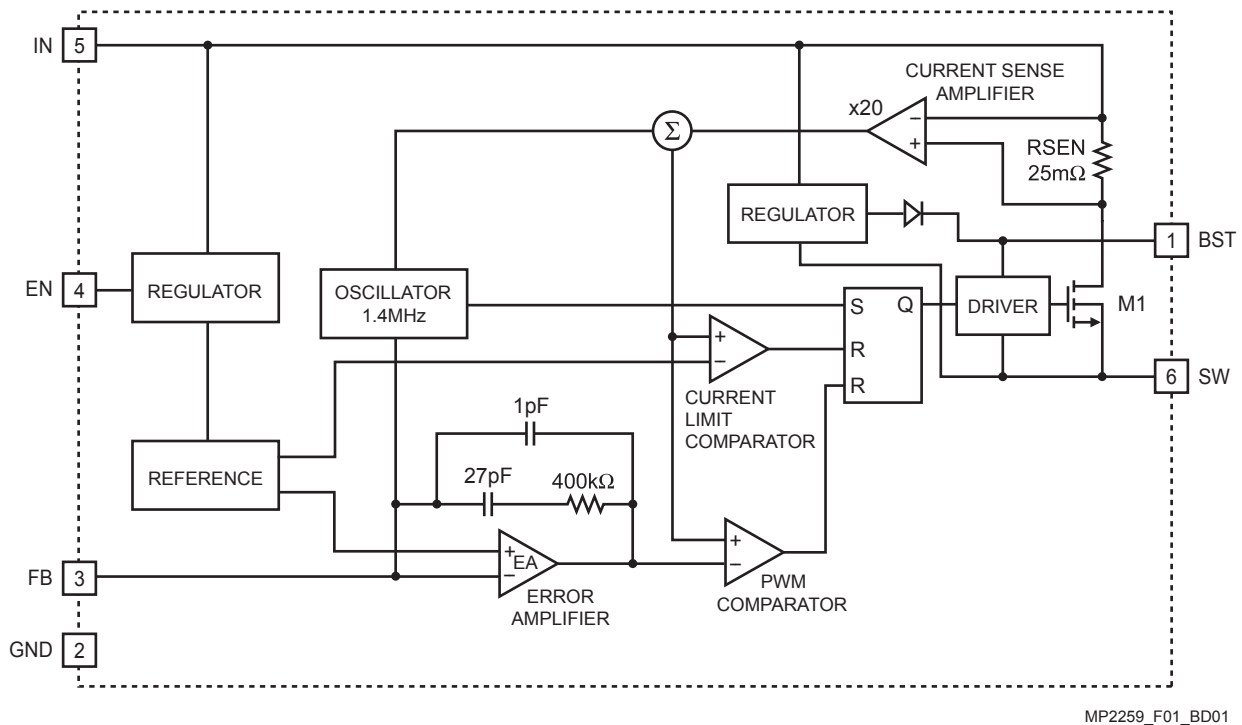 IN 5
CURRENT SENSE
AMPLIFIER
x20
Σ
−
+
RSEN
25mΩ
REGULATOR
1 BST
EN 4
REGULATOR
OSCILLATOR
1.4MHz
S Q
R
R
DRIVER
M1
+
−
6 SW
CURRENT
LIMIT
COMPARATOR
1pF
27pF
400kΩ
REFERENCE
+
EA
−
ERROR
AMPLIFIER
+
−
PWM
COMPARATOR
FB 3
GND 2
MP2259_F01_BD01